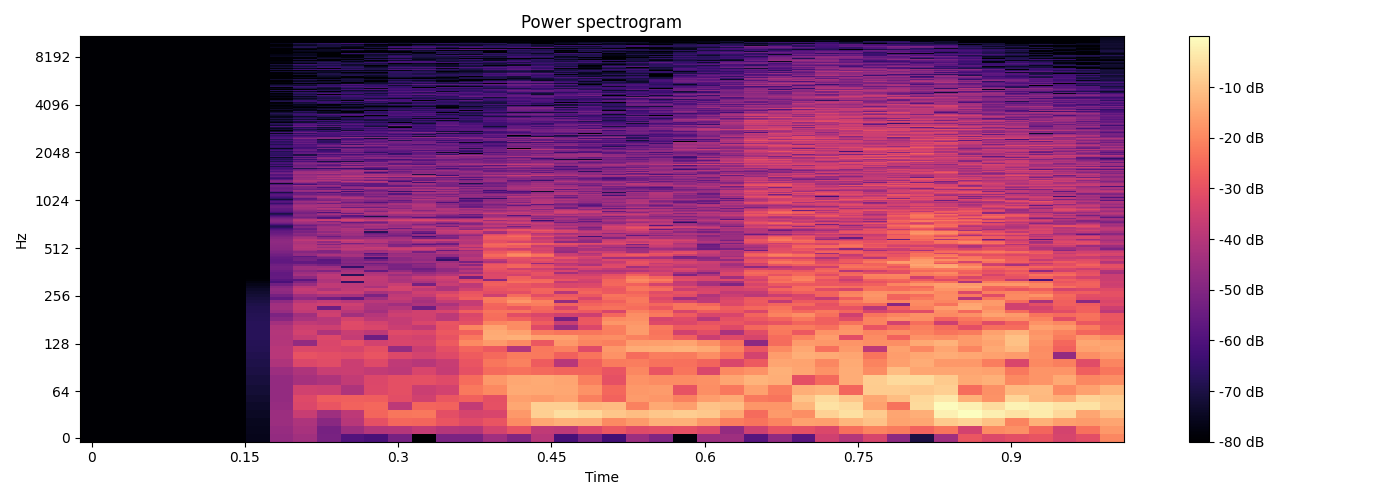 Power spectrogram
Hz
8192
4096
2048
1024
512
256
128
64
0
0
0.15
0.3
0.45
0.6
0.75
0.9
Time
-10 dB
-20 dB
-30 dB
-40 dB
-50 dB
-60 dB
-70 dB
-80 dB